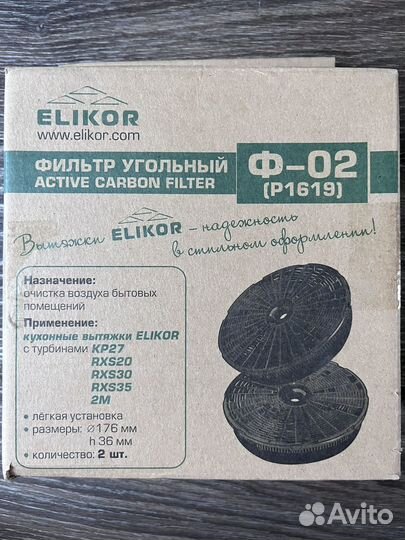 ELIKOR
www.elikor.com
ФИЛЬТР УГОЛЬНЫЙ
ACTIVE CARBON FILTER
Ф-02
(Р1619)
Вытяжки ELIKOR – надежность
в стильном оформлении!
Назначение:
очистка воздуха бытовых
помещений
Применение:
кухонные вытяжки ELIKOR
с турбинами КР27
RXS20
RXS30
RXS35
2М
• лёгкая установка
• размеры: ∅176 мм
h 36 мм
• количество: 2 шт.
Avito